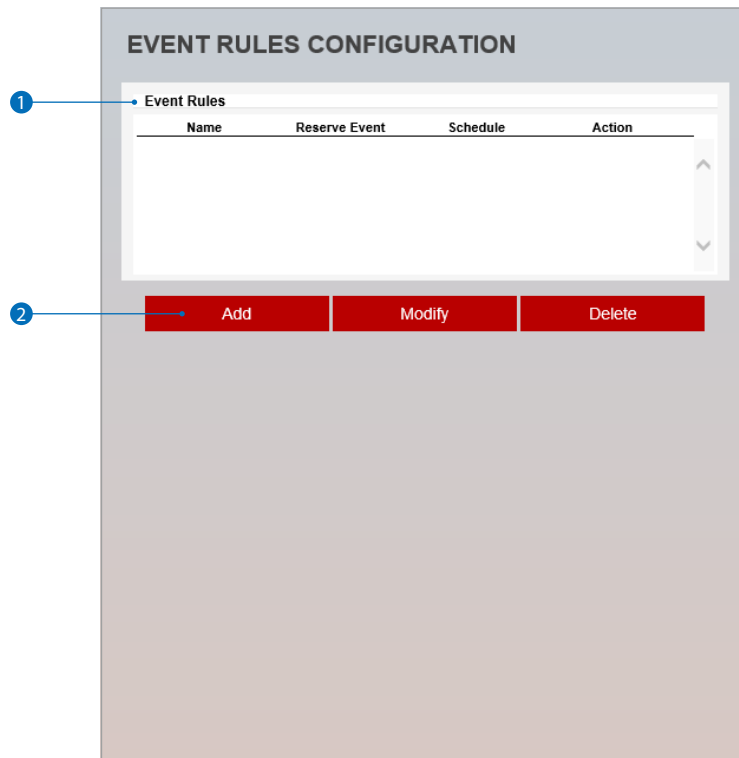 EVENT RULES CONFIGURATION
1
Event Rules
Name Reserve Event Schedule Action
2
Add Modify Delete